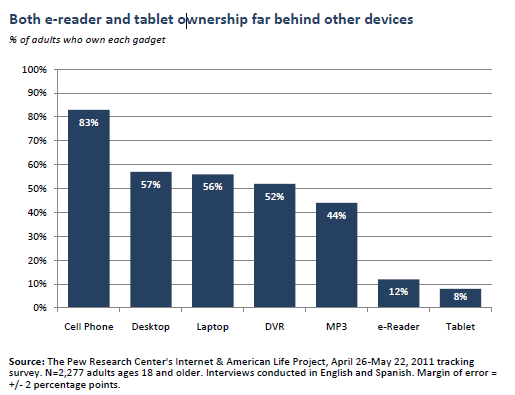 Both e-reader and tablet ownership far behind other devices
% of adults who own each gadget
100%
90%
80%
70%
60%
50%
40%
30%
20%
10%
0%
83%
57%
56%
52%
44%
12%
8%
Cell Phone
Desktop
Laptop
DVR
MP3
e-Reader
Tablet
Source: The Pew Research Center's Internet & American Life Project, April 26-May 22, 2011 tracking
survey. N=2,277 adults ages 18 and older. Interviews conducted in English and Spanish. Margin of error =
+/- 2 percentage points.